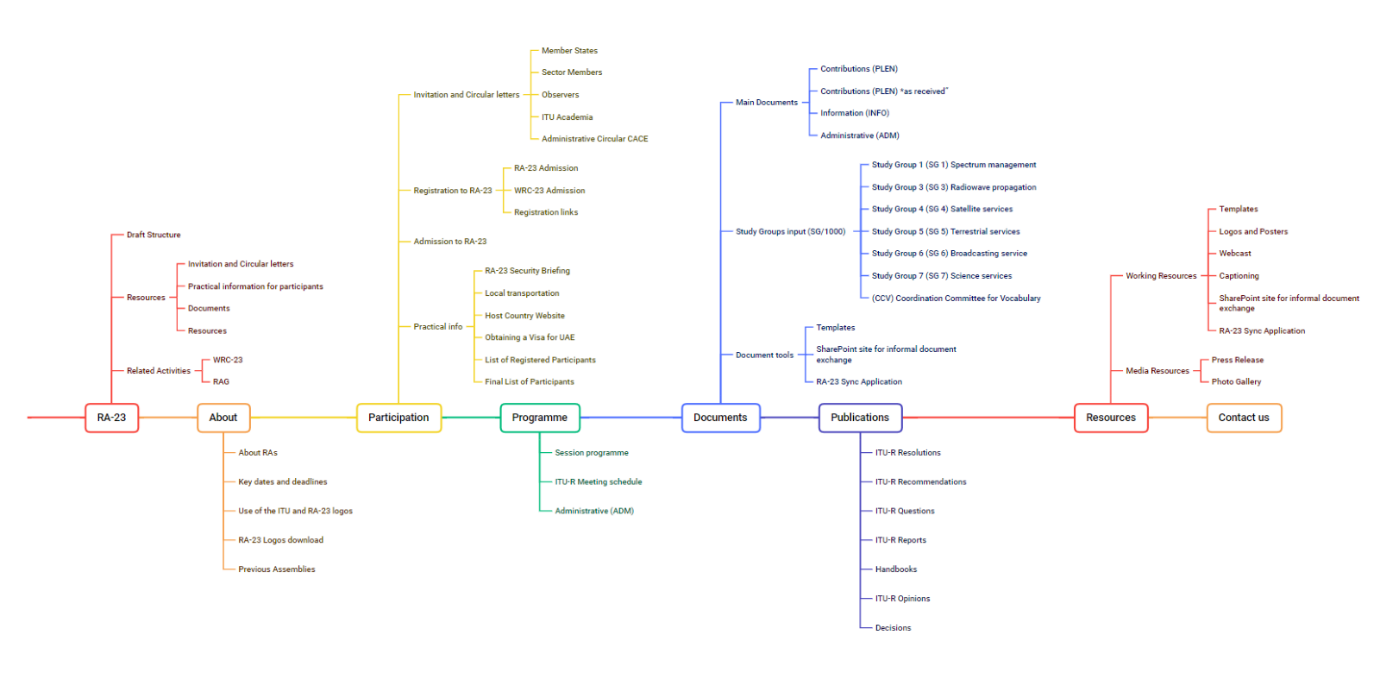 RA-23
Draft Structure
Resources
Invitation and Circular letters
Practical information for participants
Documents
Resources
Related Activities
WRC-23
RAG
About
About RAs
Key dates and deadlines
Use of the ITU and RA-23 logos
RA-23 Logos download
Previous Assemblies
Participation
Invitation and Circular letters
Member States
Sector Members
Observers
ITU Academia
Administrative Circular CACE
Registration to RA-23
RA-23 Admission
WRC-23 Admission
Registration links
Admission to RA-23
Practical info
RA-23 Security Briefing
Local transportation
Host Country Website
Obtaining a Visa for UAE
List of Registered Participants
Final List of Participants
Programme
Session programme
ITU-R Meeting schedule
Administrative (ADM)
Documents
Main Documents
Contributions (PLEN)
Contributions (PLEN) "as received"
Information (INFO)
Administrative (ADM)
Study Groups input (SG/1000)
Study Group 1 (SG 1) Spectrum management
Study Group 3 (SG 3) Radiowave propagation
Study Group 4 (SG 4) Satellite services
Study Group 5 (SG 5) Terrestrial services
Study Group 6 (SG 6) Broadcasting service
Study Group 7 (SG 7) Science services
(CCV) Coordination Committee for Vocabulary
Document tools
Templates
SharePoint site for informal document
exchange
RA-23 Sync Application
Publications
ITU-R Resolutions
ITU-R Recommendations
ITU-R Questions
ITU-R Reports
Handbooks
ITU-R Opinions
Decisions
Resources
Working Resources
Templates
Logos and Posters
Webcast
Captioning
SharePoint site for informal document
exchange
RA-23 Sync Application
Media Resources
Press Release
Photo Gallery
Contact us